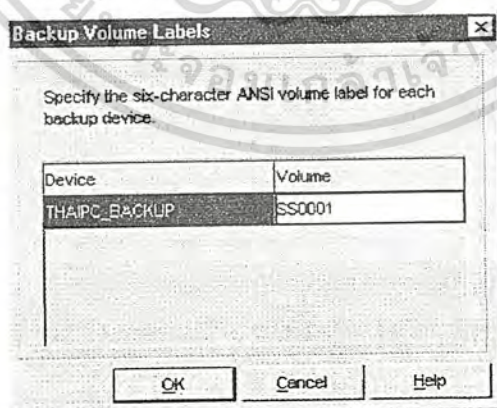 Backup Volume Labels
Specify the six-character ANSI volume label for each
backup device.
Device Volume
THAIPC_BACKUP SS0001
OK Cancel Help